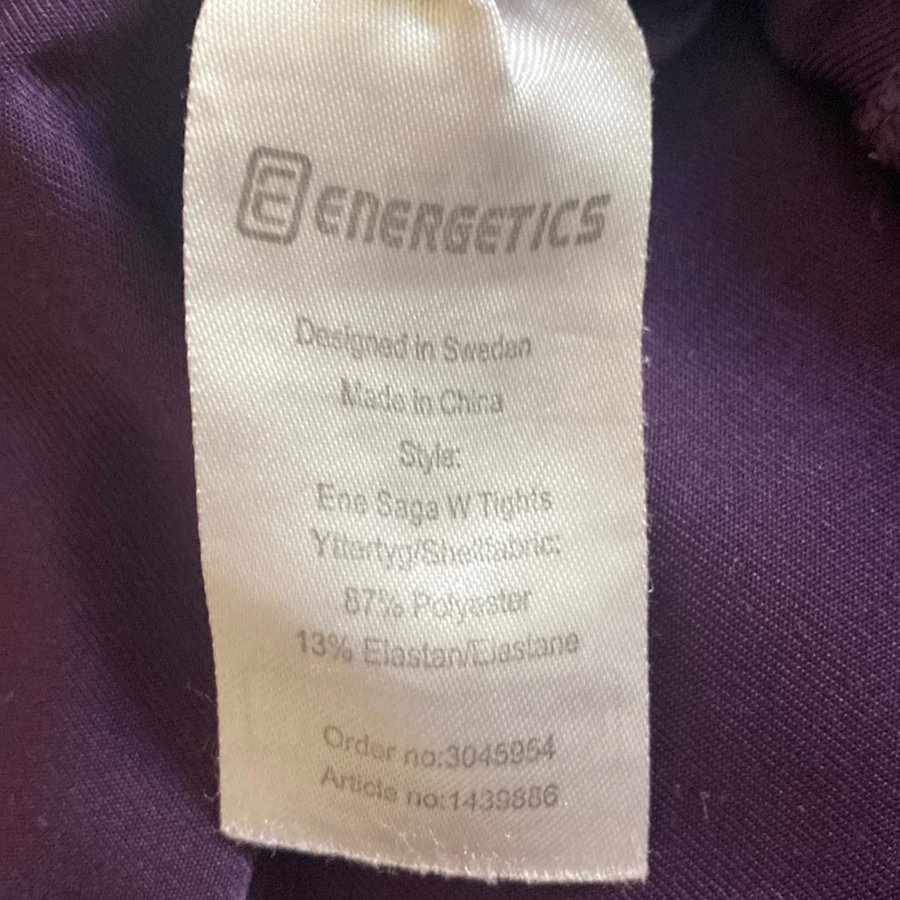 E ENERGETICS
Designed in Sweden
Made in China
Style:
Ene Saga W Tights
Yttertyg/Shellfabric:
87% Polyester
13% Elastan/Elastane
Order no:3045954
Article no:1439886